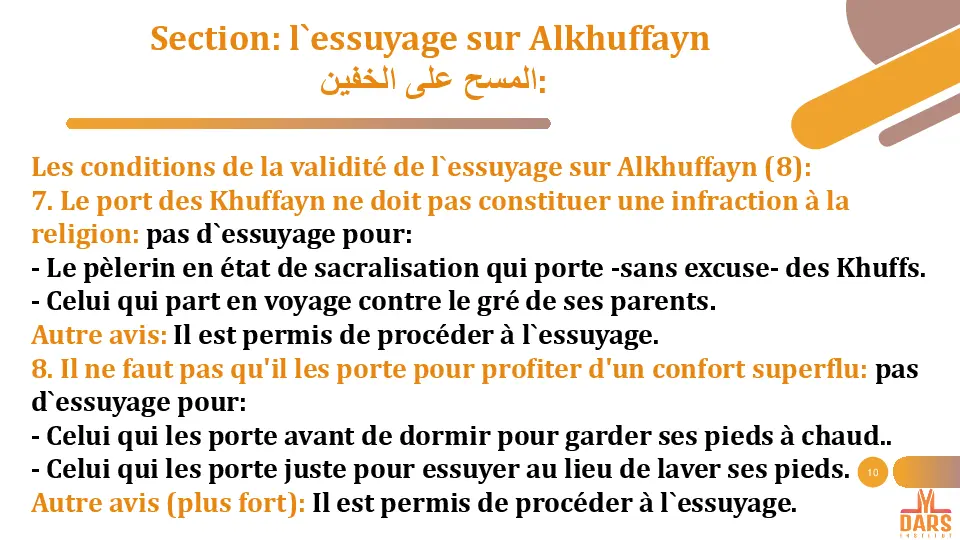 Section: l`essuyage sur Alkhuffayn
المسح على الخفين:
Les conditions de la validité de l`essuyage sur Alkhuffayn (8):
7. Le port des Khuffayn ne doit pas constituer une infraction à la
religion: pas d`essuyage pour:
- Le pèlerin en état de sacralisation qui porte -sans excuse- des Khuffs.
- Celui qui part en voyage contre le gré de ses parents.
Autre avis: Il est permis de procéder à l`essuyage.
8. Il ne faut pas qu'il les porte pour profiter d'un confort superflu: pas
d`essuyage pour:
- Celui qui les porte avant de dormir pour garder ses pieds à chaud..
- Celui qui les porte juste pour essuyer au lieu de laver ses pieds.
10
Autre avis (plus fort): Il est permis de procéder à l`essuyage.
DARS
INSTITUT